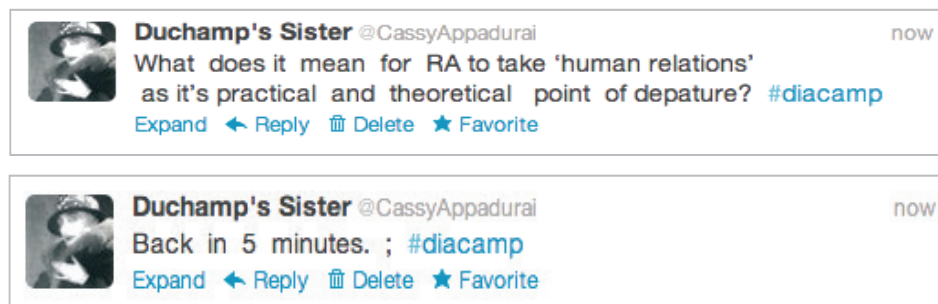 Duchamp's Sister @CassyAppadurai now
What does it mean for RA to take ‘human relations’
as it's practical and theoretical point of depature? #diacamp
Expand Reply Delete Favorite
Duchamp's Sister @CassyAppadurai now
Back in 5 minutes. ; #diacamp
Expand Reply Delete Favorite